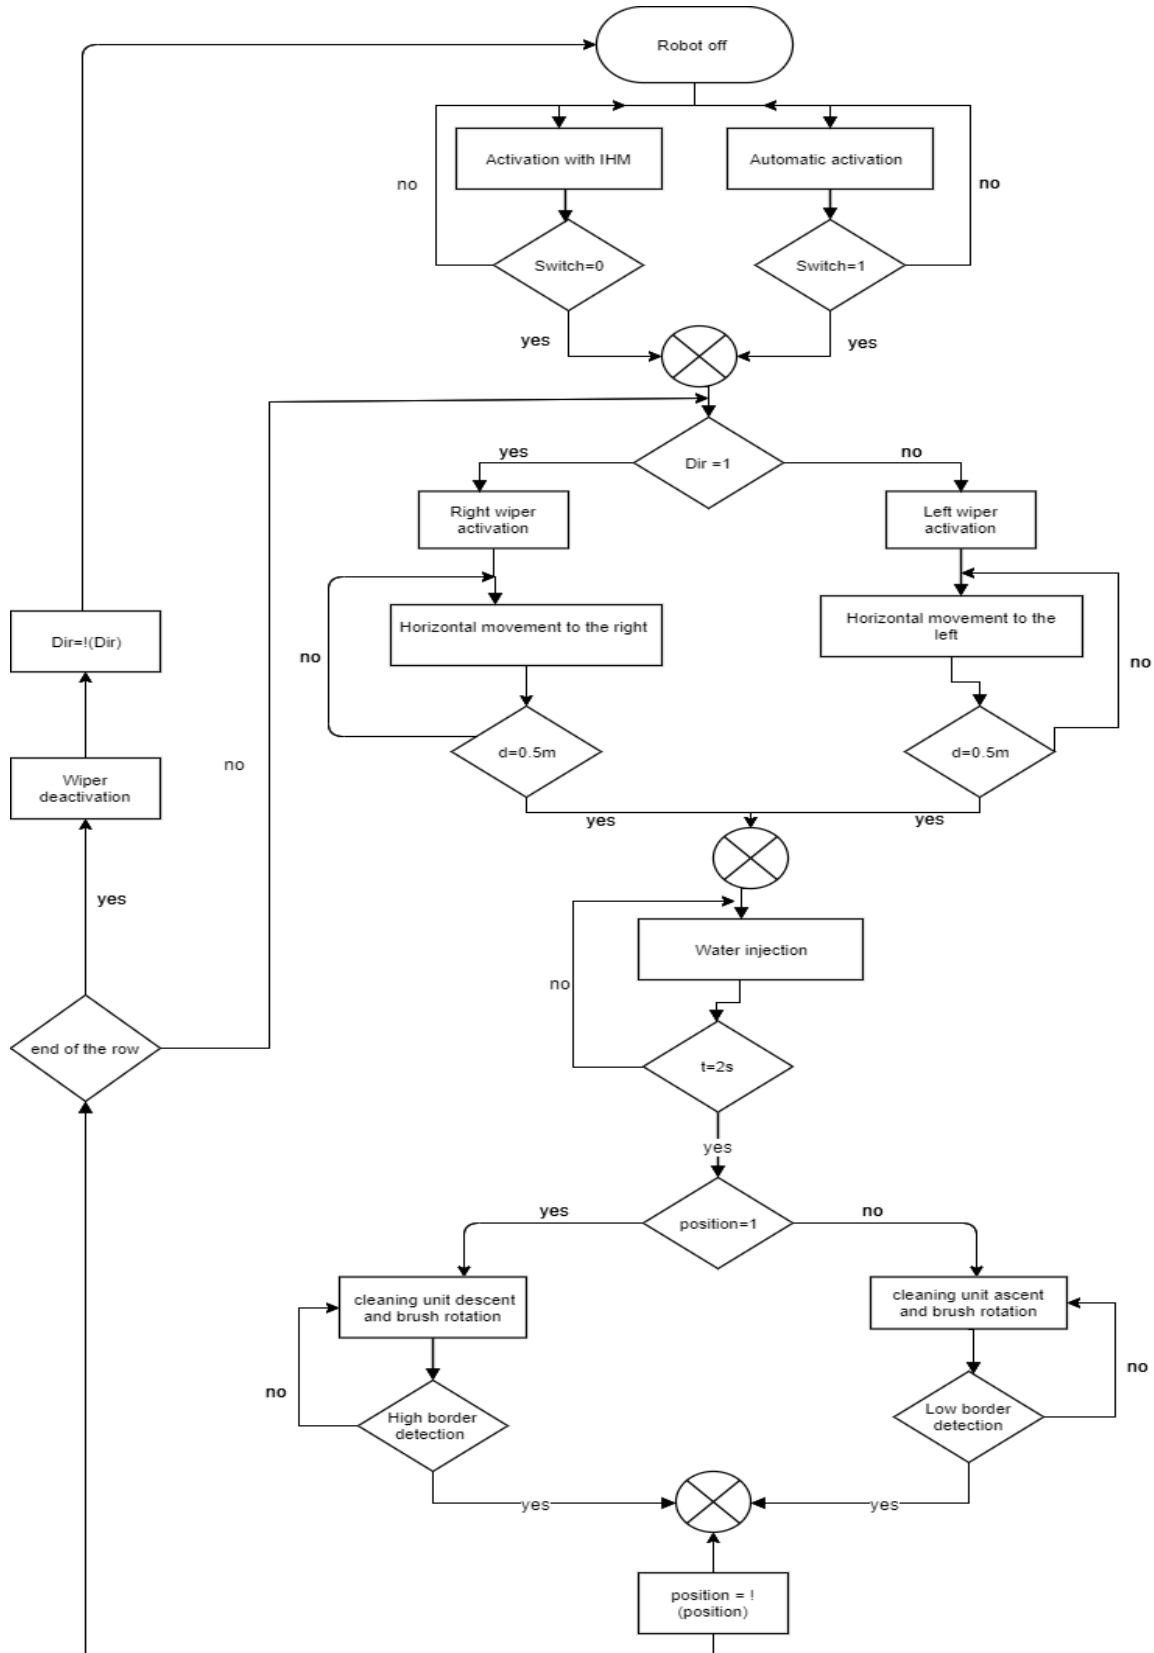 Robot off
Activation with IHM
Automatic activation
no
no
Switch=0
Switch=1
yes
yes
Dir =1
yes
no
Right wiper
activation
Left wiper
activation
Horizontal movement to the right
Horizontal movement to the
left
Dir=!(Dir)
no
no
d=0.5m
d=0.5m
no
Wiper
deactivation
yes
yes
yes
Water injection
no
end of the row
t=2s
yes
position=1
yes
no
cleaning unit descent
and brush rotation
cleaning unit ascent
and brush rotation
no
no
High border
detection
Low border
detection
yes
yes
position = !
(position)